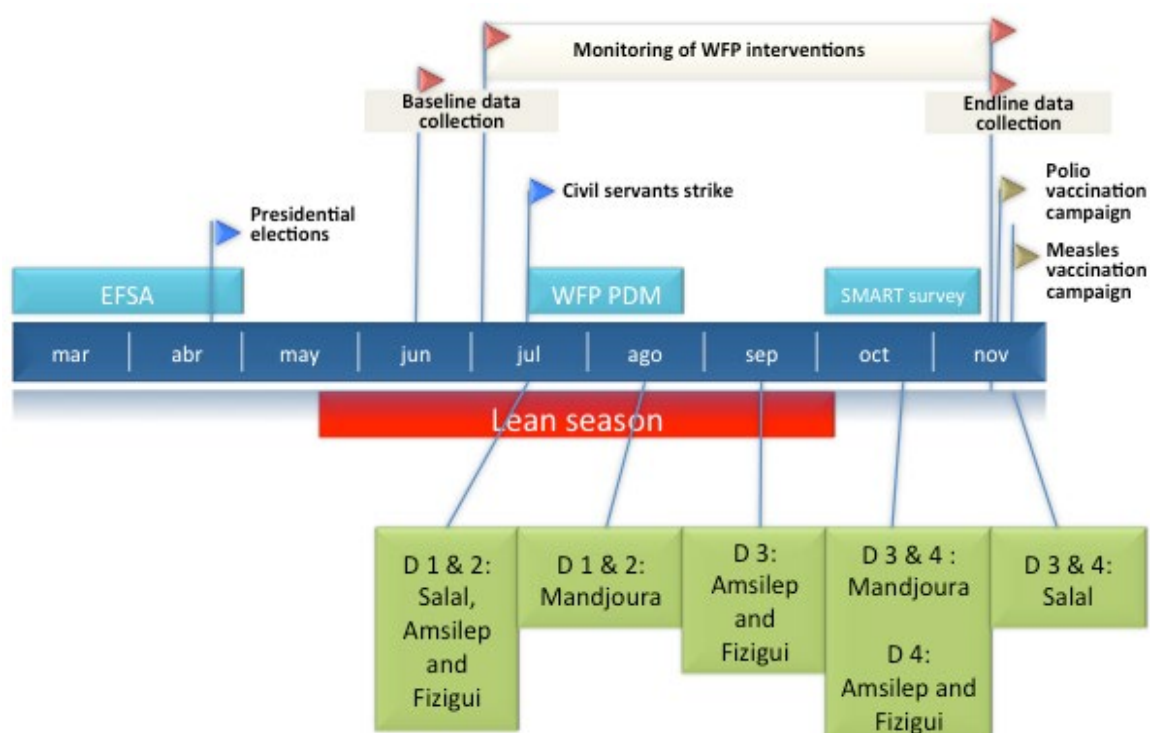 Monitoring of WFP interventions
Baseline data
collection
Endline data
collection
Presidential
elections
Civil servants strike
Polio
vaccination
campaign
Measles
vaccination
campaign
EFSA
WFP PDM
SMART survey
mar
abr
may
jun
jul
ago
sep
oct
nov
Lean season
D 1 & 2:
Salal,
Amsilep
and
Fizigui
D 1 & 2:
Mandjoura
D 3:
Amsilep
and
Fizigui
D 3 & 4 :
Mandjoura
D 4:
Amsilep and
Fizigui
D 3 & 4:
Salal